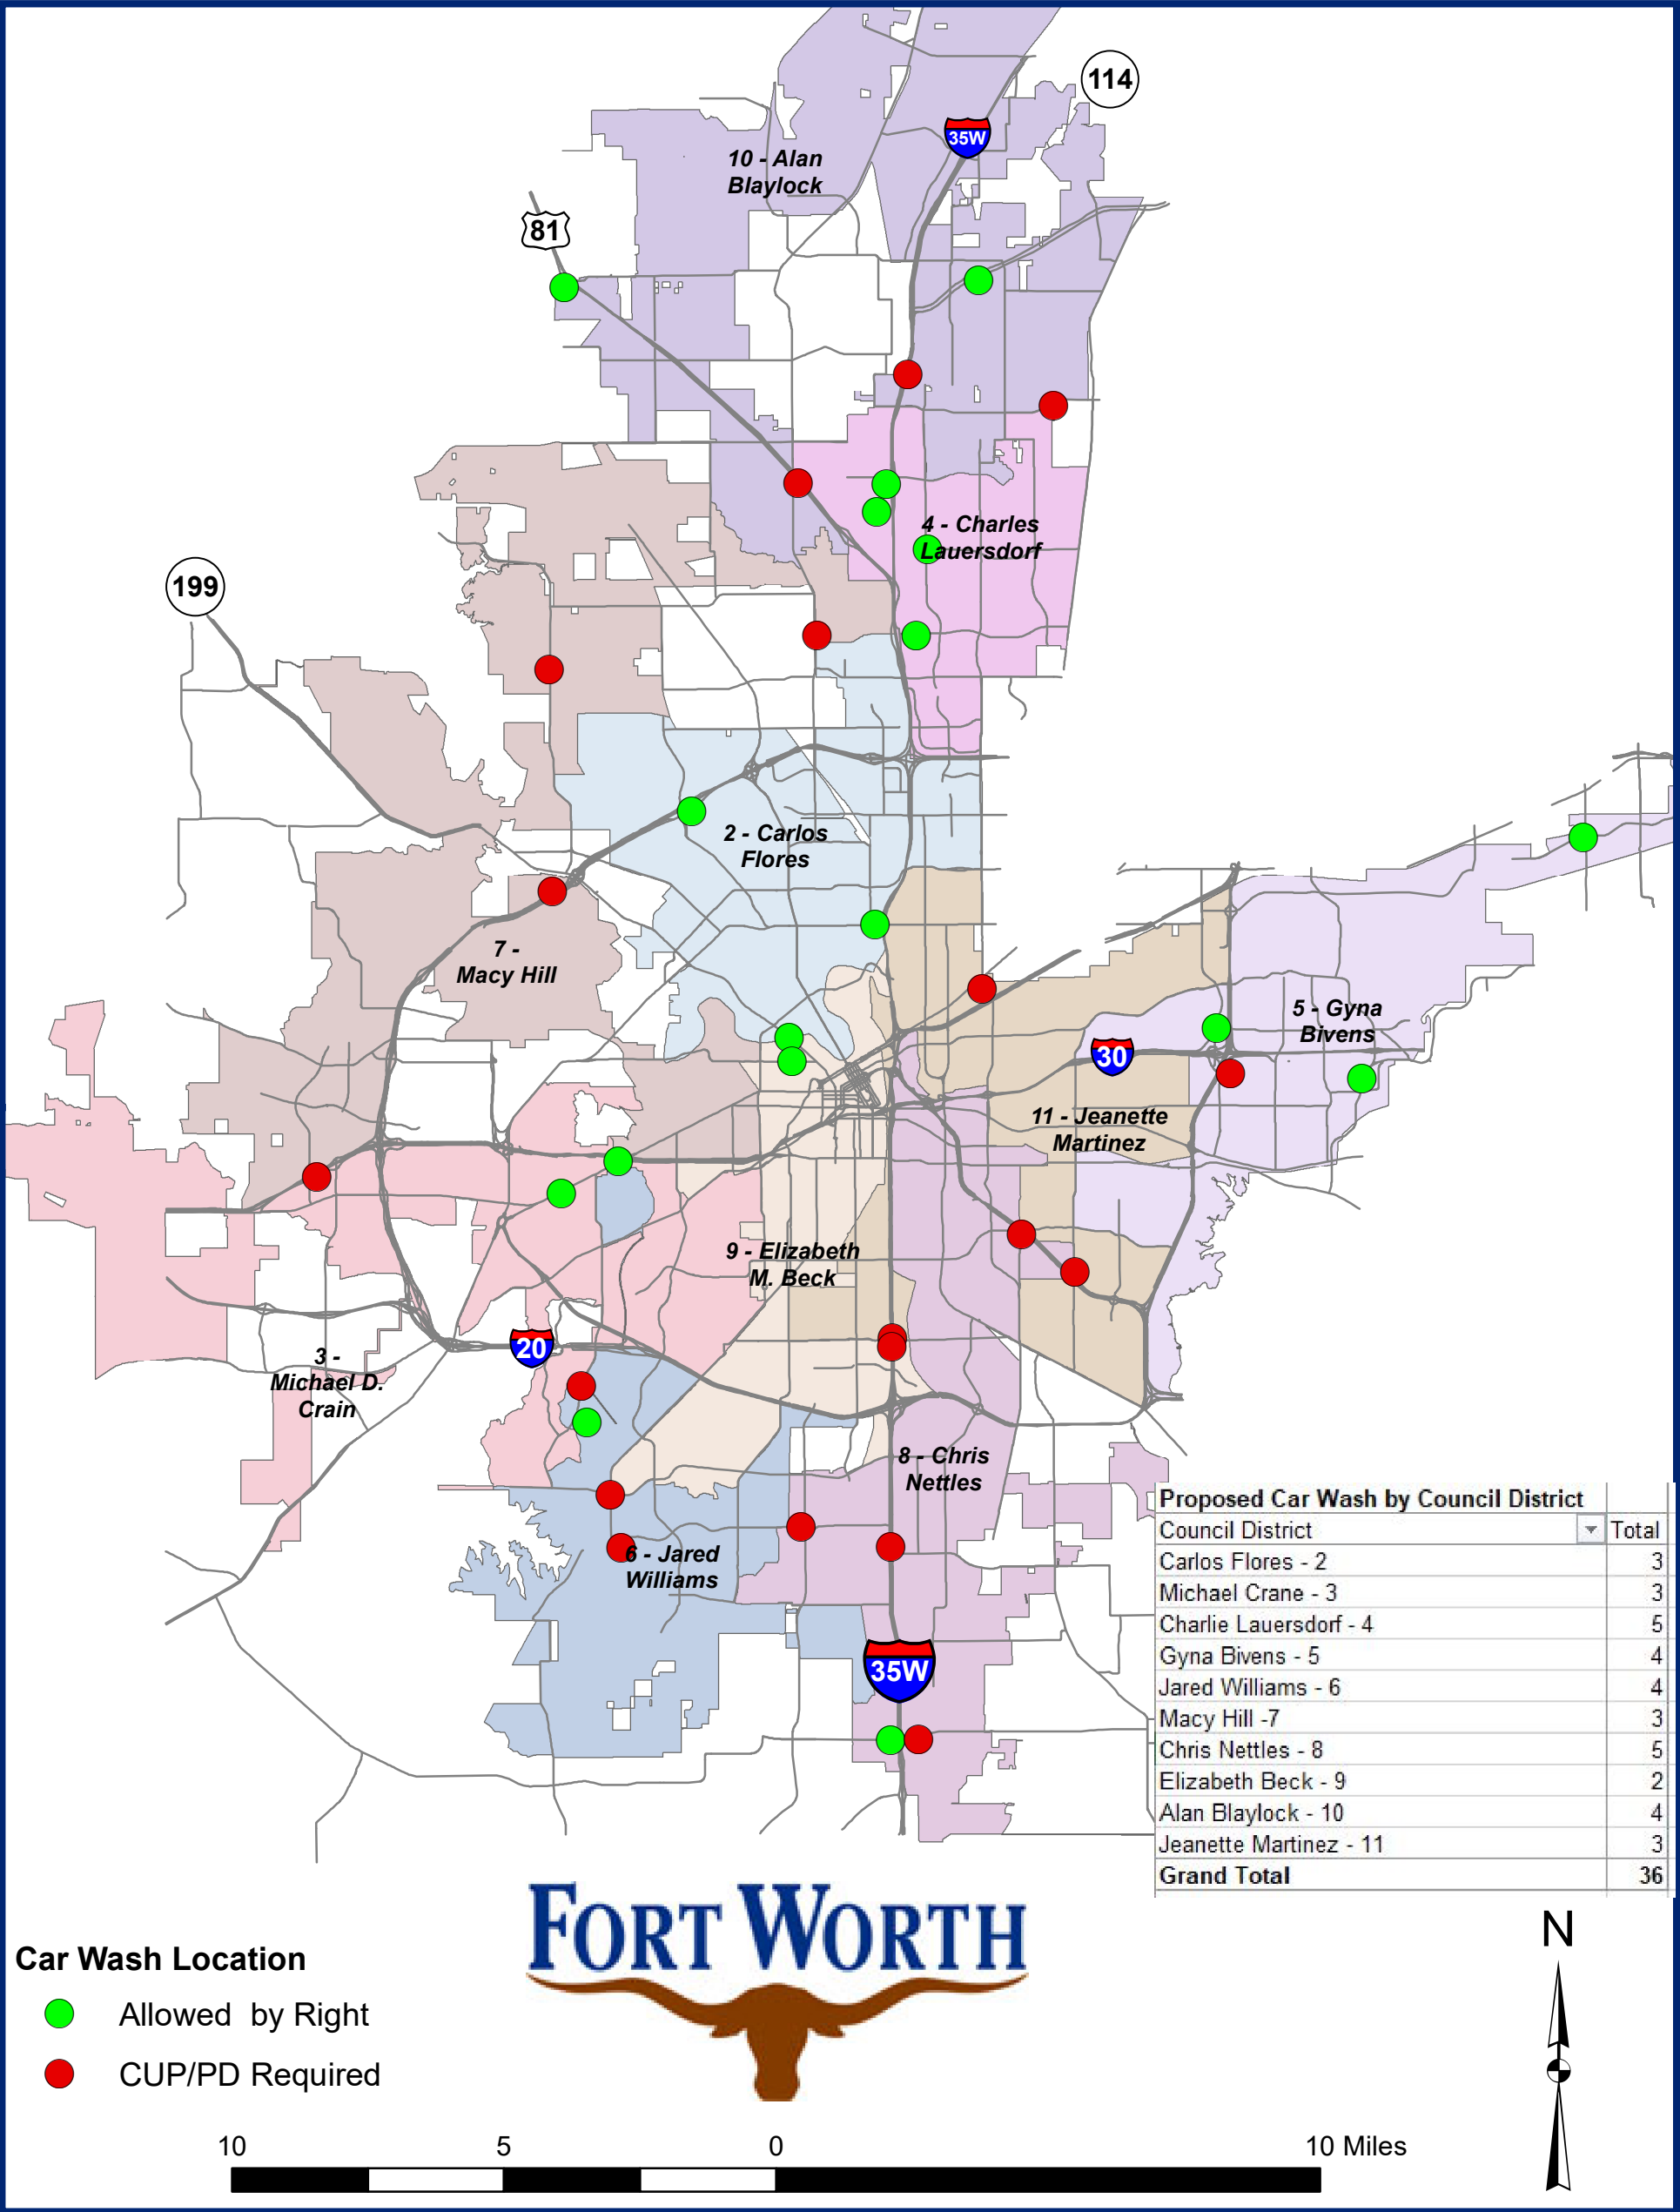 114
35W
10 - Alan
Blaylock
81
4 - Charles
Lauersdorf
199
2 - Carlos
Flores
7 -
Macy Hill
5 - Gyna
Bivens
30
11 - Jeanette
Martinez
9 - Elizabeth
M. Beck
20
3 -
Michael D.
Crain
8 - Chris
Nettles
6 - Jared
Williams
35W
Proposed Car Wash by Council District
Council District Total
Carlos Flores - 2 3
Michael Crane - 3 3
Charlie Lauersdorf - 4 5
Gyna Bivens - 5 4
Jared Williams - 6 4
Macy Hill -7 3
Chris Nettles - 8 5
Elizabeth Beck - 9 2
Alan Blaylock - 10 4
Jeanette Martinez - 11 3
Grand Total 36
FORT WORTH
N
Car Wash Location
Allowed by Right
CUP/PD Required
10 5 0 10 Miles